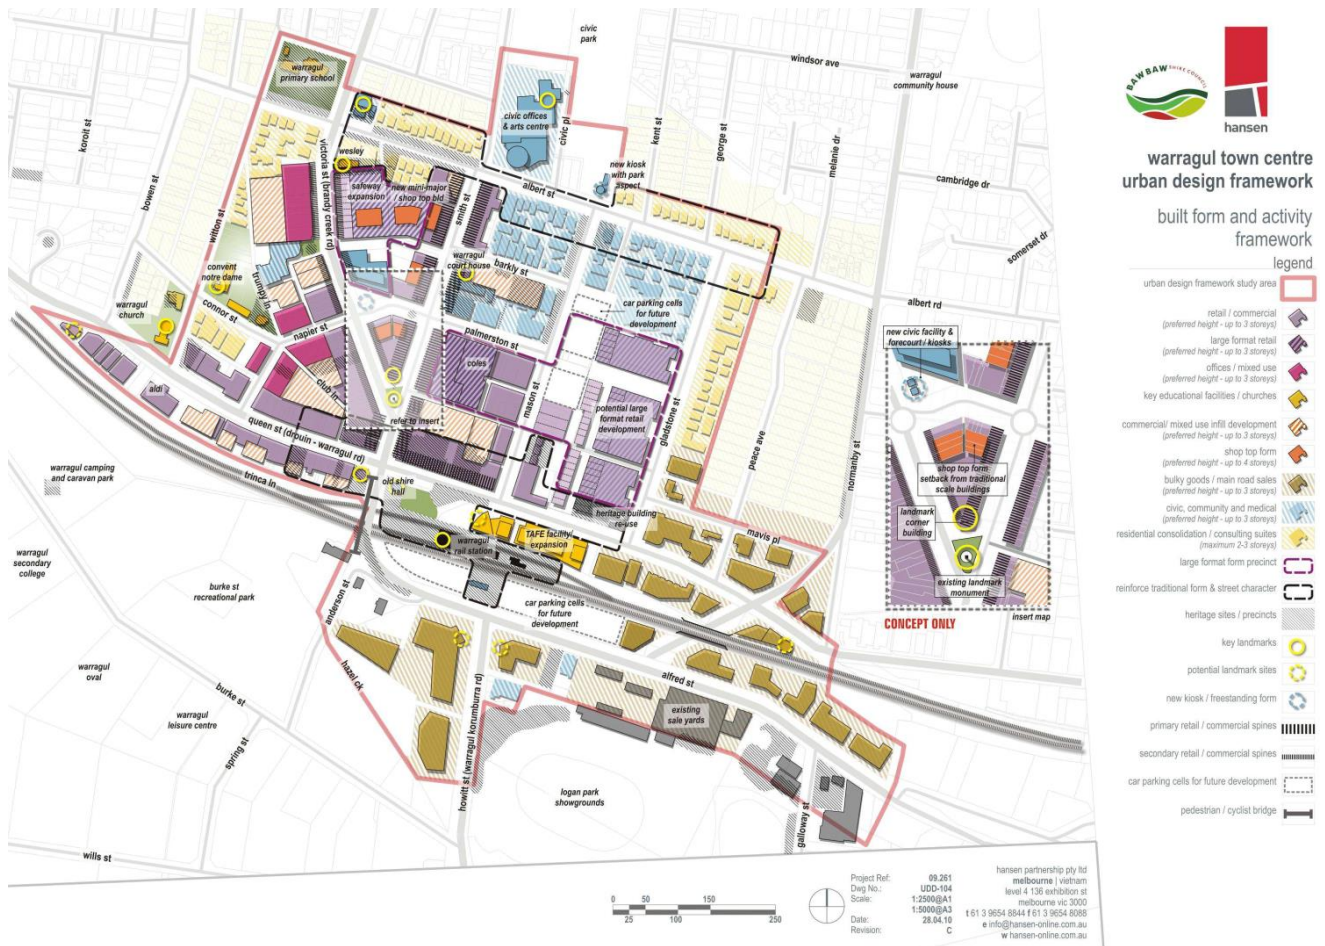 civic
park
windsor ave
warragul
community house
warragul
primary school
koroit st
bowen st
witton st
victoria st (brandy creek rd)
civic offices
& arts centre
civic pl
kent st
george st
melanie dr
cambridge dr
somerset dr
albert rd
wesley
safeway
expansion
new mini-major
/ shop top bld
smith st
albert st
new kiosk
with park
aspect
warragul
court house
barkly st
convent
notre dame
trumpy ln
connor st
napier st
warragul
church
palmerston st
car parking cells
for future
development
coles
mason st
club ln
refer to insert
potential large
format retail
development
gladstone st
peace ave
normanby st
aldi
queen st (drouin - warragul rd)
trinca ln
old shire
hall
heritage building
re-use
mavis pl
warragul
rail station
TAFE facility/
expansion
car parking cells
for future
development
warragul camping
and caravan park
warragul
secondary
college
burke st
recreational park
anderson st
hazel ck
warragul
oval
burke st
warragul
leisure centre
spring st
howitt st (warragul korumburra rd)
alfred st
existing
sale yards
logan park
showgrounds
galloway st
wills st
new civic facility &
forecourt / kiosks
shop top form
setback from traditional
scale buildings
landmark
corner
building
existing landmark
monument
insert map
CONCEPT ONLY
BAW BAW SHIRE COUNCIL
hansen
warragul town centre
urban design framework
built form and activity
framework
legend
urban design framework study area
retail / commercial
(preferred height - up to 3 storeys)
large format retail
(preferred height - up to 3 storeys)
offices / mixed use
(preferred height - up to 3 storeys)
key educational facilities / churches
commercial/ mixed use infill development
(preferred height - up to 3 storeys)
shop top form
(preferred height - up to 4 storeys)
bulky goods / main road sales
(preferred height - up to 3 storeys)
civic, community and medical
(preferred height - up to 3 storeys)
residential consolidation / consulting suites
(maximum 2-3 storeys)
large format form precinct
reinforce traditional form & street character
heritage sites / precincts
key landmarks
potential landmark sites
new kiosk / freestanding form
primary retail / commercial spines
secondary retail / commercial spines
car parking cells for future development
pedestrian / cyclist bridge
0 50 150
25 100 250
Project Ref: 09.261
Dwg No.: UDD-104
Scale: 1:2500@A1
1:5000@A3
Date: 28.04.10
Revision: C
hansen partnership pty ltd
melbourne | vietnam
level 4 136 exhibition st
melbourne vic 3000
t 61 3 9654 8844 f 61 3 9654 8088
e info@hansen-online.com.au
w hansen-online.com.au